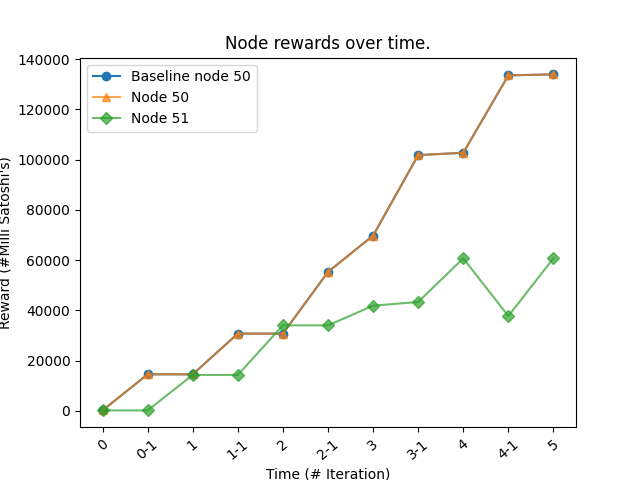 Node rewards over time.
140000
120000
100000
80000
60000
40000
20000
0
Reward (#Milli Satoshi's)
Baseline node 50
Node 50
Node 51
0 0-1 1 1-1 2 2-1 3 3-1 4 4-1 5
Time (# Iteration)